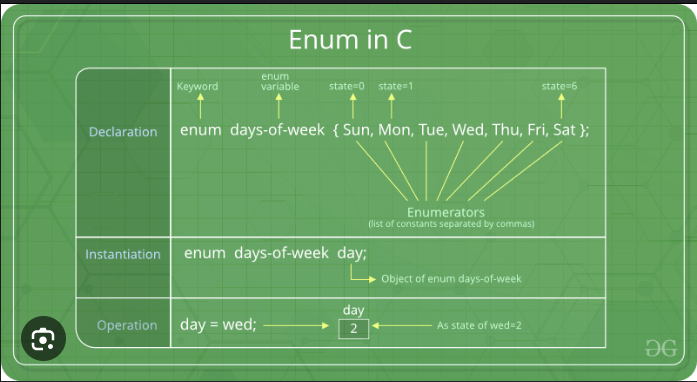 Enum in C
Keyword
enum
variable
state=0 state=1 state=6
Declaration
enum days-of-week { Sun, Mon, Tue, Wed, Thu, Fri, Sat };
Enumerators
(list of constants separated by commas)
Instantiation
enum days-of-week day;
Object of enum days-of-week
Operation
day = wed;
day
2
As state of wed=2